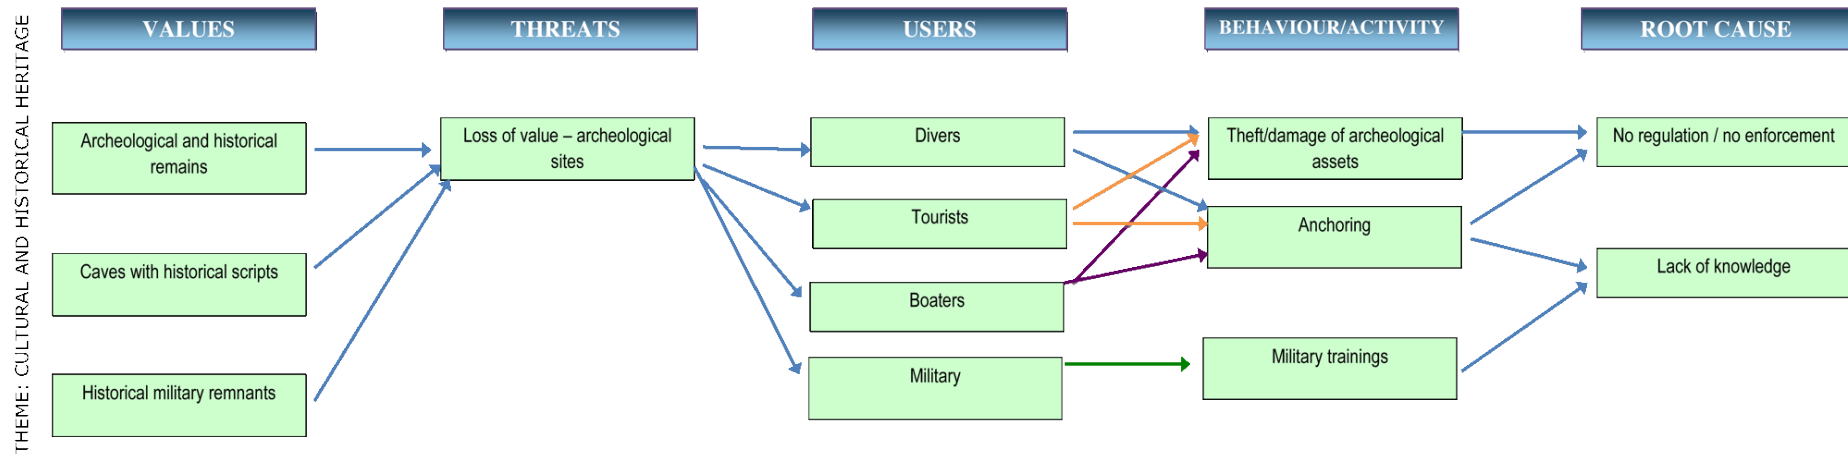 THEME: CULTURAL AND HISTORICAL HERITAGE
VALUES
THREATS
USERS
BEHAVIOUR/ACTIVITY
ROOT CAUSE
Archeological and historical
remains
Caves with historical scripts
Historical military remnants
Loss of value – archeological
sites
Divers
Tourists
Boaters
Military
Theft/damage of archeological
assets
Anchoring
Military trainings
No regulation / no enforcement
Lack of knowledge